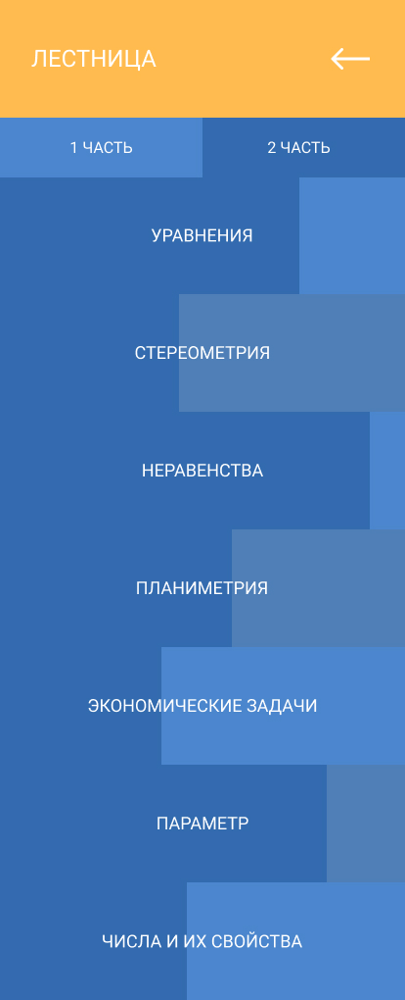 ЛЕСТНИЦА
1 ЧАСТЬ
2 ЧАСТЬ
УРАВНЕНИЯ
СТЕРЕОМЕТРИЯ
НЕРАВЕНСТВА
ПЛАНИМЕТРИЯ
ЭКОНОМИЧЕСКИЕ ЗАДАЧИ
ПАРАМЕТР
ЧИСЛА И ИХ СВОЙСТВА